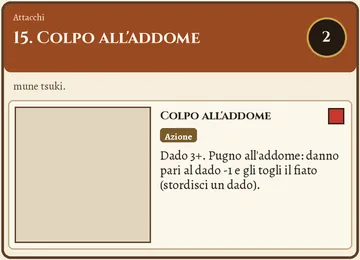 Attacchi
15. Colpo all'addome
2
mune tsuki.
Colpo all'addome
Azione
Dado 3+. Pugno all'addome: danno
pari al dado -1 e gli togli il fiato
(stordisci un dado).